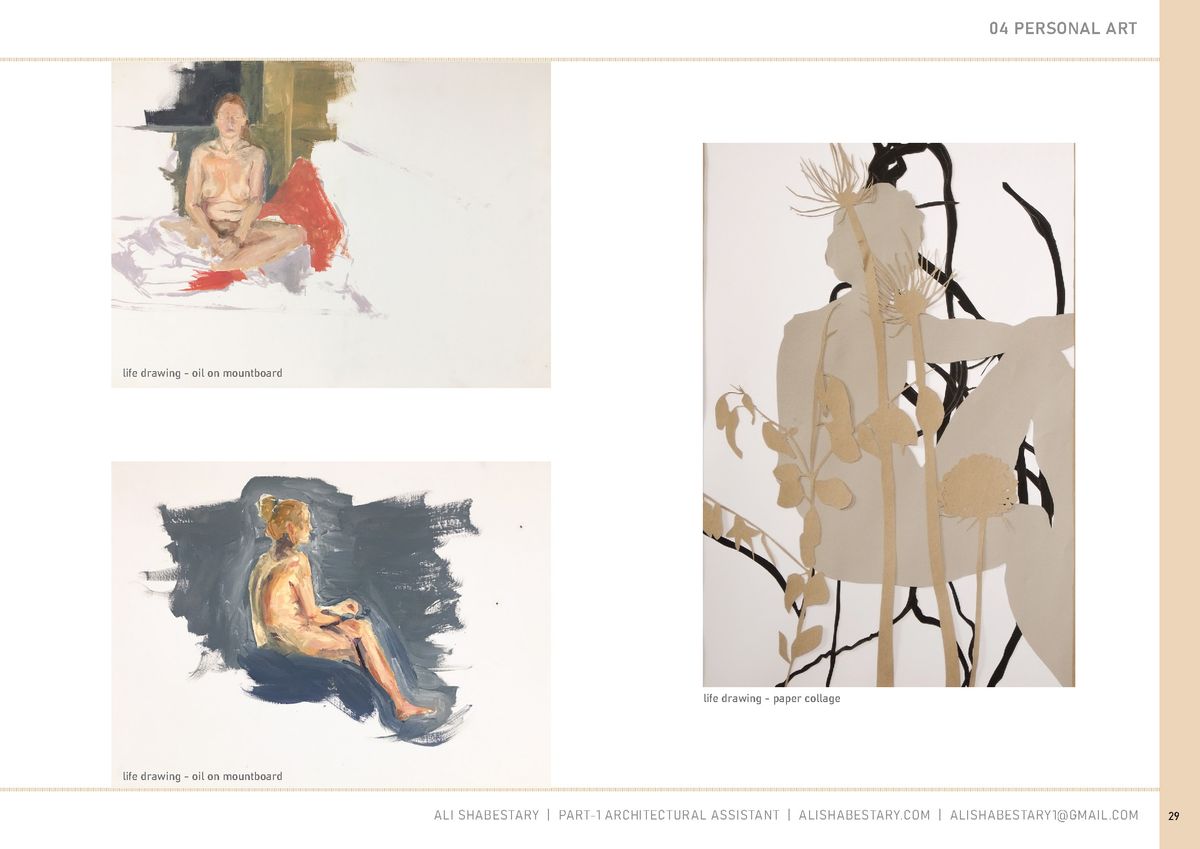 04 PERSONAL ART
life drawing - oil on mountboard
life drawing - paper collage
life drawing - oil on mountboard
ALI SHABESTARY | PART-1 ARCHITECTURAL ASSISTANT | ALISHABESTARY.COM | ALISHABESTARY1@GMAIL.COM
29